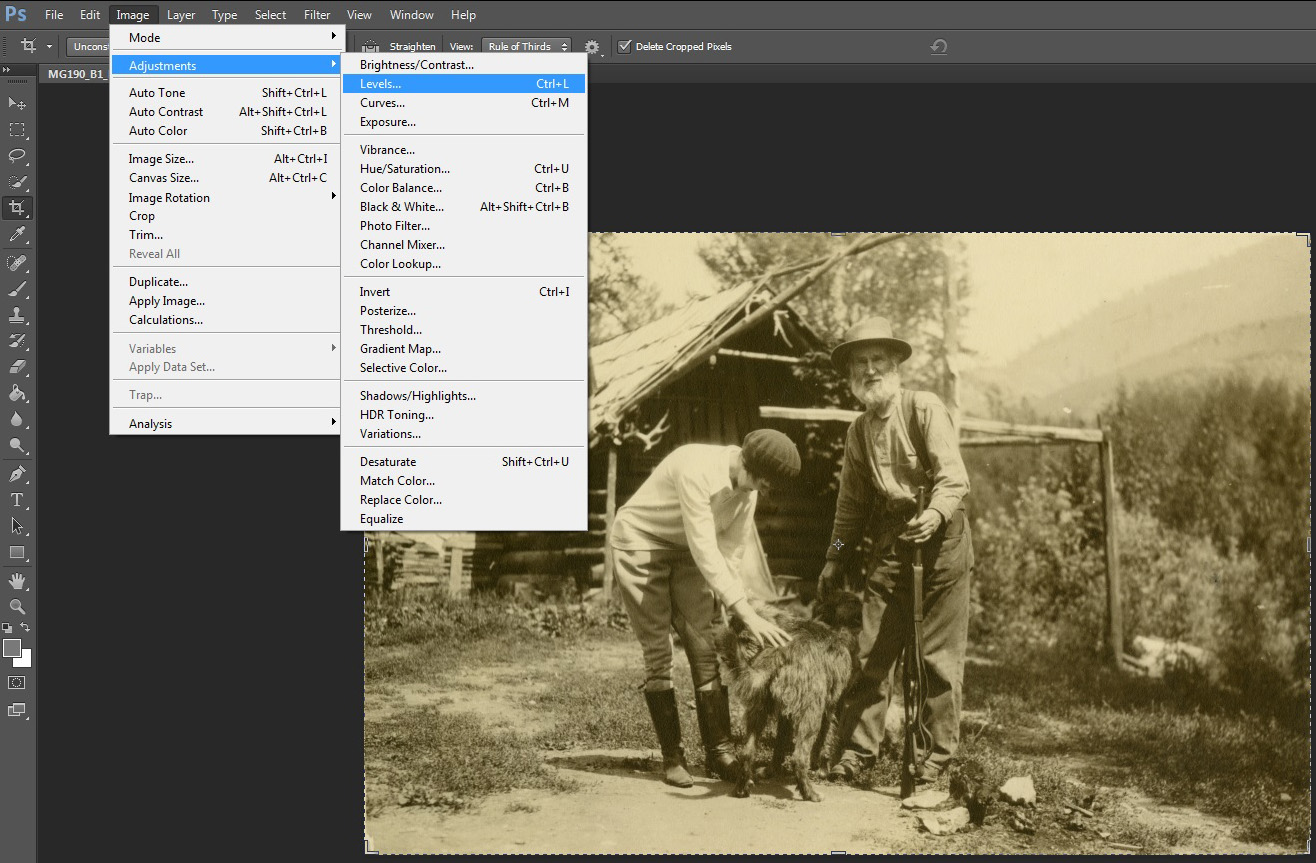 Ps File Edit Image Layer Type Select Filter View Window Help
Straighten View: Rule of Thirds Delete Cropped Pixels
MG190_B1_
Mode
Adjustments
Auto Tone Shift+Ctrl+L
Auto Contrast Alt+Shift+Ctrl+L
Auto Color Shift+Ctrl+B
Image Size... Alt+Ctrl+I
Canvas Size... Alt+Ctrl+C
Image Rotation
Crop
Trim...
Reveal All
Duplicate...
Apply Image...
Calculations...
Variables
Apply Data Set...
Trap...
Analysis
Brightness/Contrast...
Levels... Ctrl+L
Curves... Ctrl+M
Exposure...
Vibrance...
Hue/Saturation... Ctrl+U
Color Balance... Ctrl+B
Black & White... Alt+Shift+Ctrl+B
Photo Filter...
Channel Mixer...
Color Lookup...
Invert Ctrl+I
Posterize...
Threshold...
Gradient Map...
Selective Color...
Shadows/Highlights...
HDR Toning...
Variations...
Desaturate Shift+Ctrl+U
Match Color...
Replace Color...
Equalize